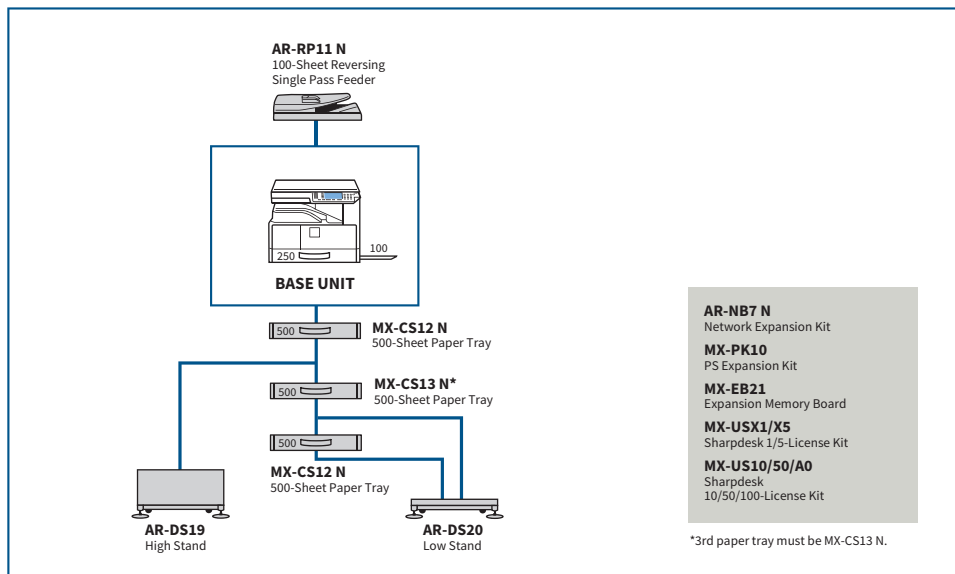 AR-RP11 N
100-Sheet Reversing
Single Pass Feeder
250
100
BASE UNIT
500
MX-CS12 N
500-Sheet Paper Tray
500
MX-CS13 N*
500-Sheet Paper Tray
500
MX-CS12 N
500-Sheet Paper Tray
AR-DS19
High Stand
AR-DS20
Low Stand
AR-NB7 N
Network Expansion Kit
MX-PK10
PS Expansion Kit
MX-EB21
Expansion Memory Board
MX-USX1/X5
Sharpdesk 1/5-License Kit
MX-US10/50/A0
Sharpdesk
10/50/100-License Kit
*3rd paper tray must be MX-CS13 N.